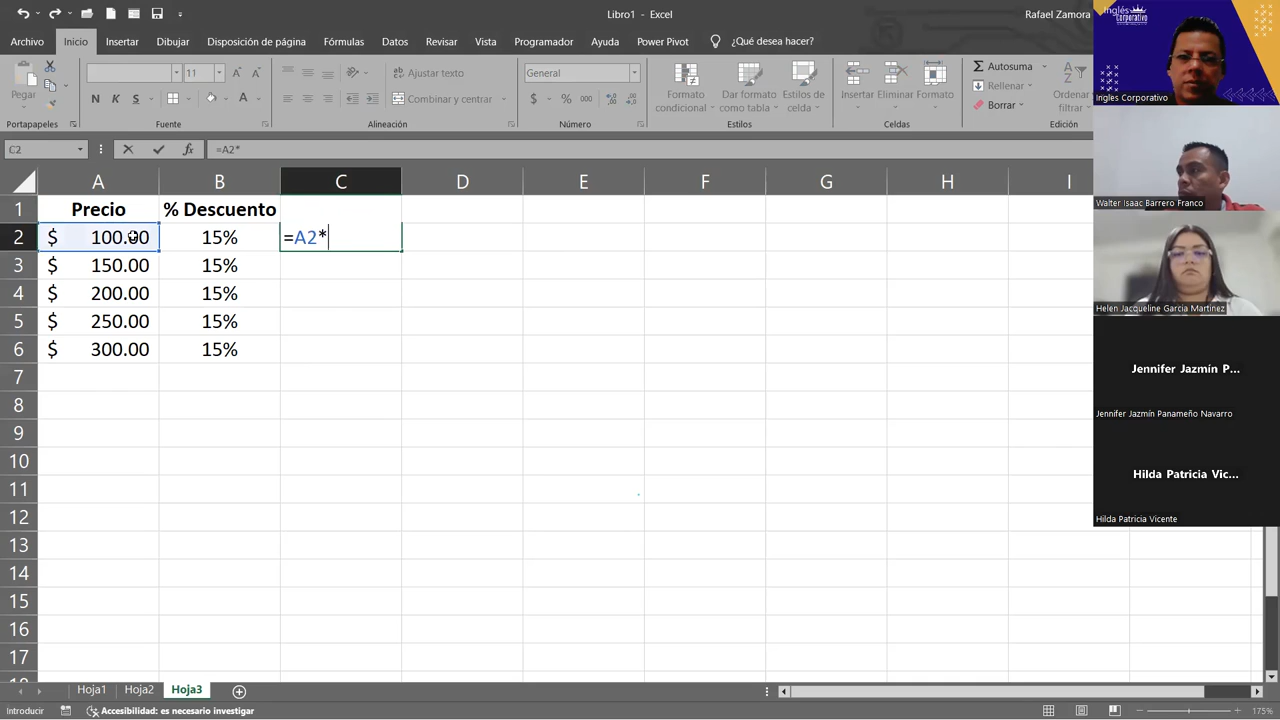 Libro1 - Excel
Rafael Zamora
Archivo
Inicio
Insertar
Dibujar
Disposición de página
Fórmulas
Datos
Revisar
Vista
Programador
Ayuda
Power Pivot
¿Qué desea hacer?
Pegar
11
N K S
Ajustar texto
Combinar y centrar
General
$ % 000
Formato condicional
Dar formato como tabla
Estilos de celda
Insertar
Eliminar
Formato
Autosuma
Rellenar
Borrar
Ordenar
filtrar
Portapapeles
Fuente
Alineación
Número
Estilos
Celdas
Edición
C2
=A2*
A B C D E F G H I
1 Precio % Descuento
2 $ 100.00 15% =A2*
3 $ 150.00 15%
4 $ 200.00 15%
5 $ 250.00 15%
6 $ 300.00 15%
7
8
9
10
11
12
13
14
15
16
17
Hoja1
Hoja2
Hoja3
Introducir
Accesibilidad: es necesario investigar
175%
Inglés
Corporativo
Ingles Corporativo
Walter Isaac Barrero Franco
Helen Jacqueline Garcia Martinez
Jennifer Jazmín P...
Jennifer Jazmín Panameño Navarro
Hilda Patricia Vic...
Hilda Patricia Vicente